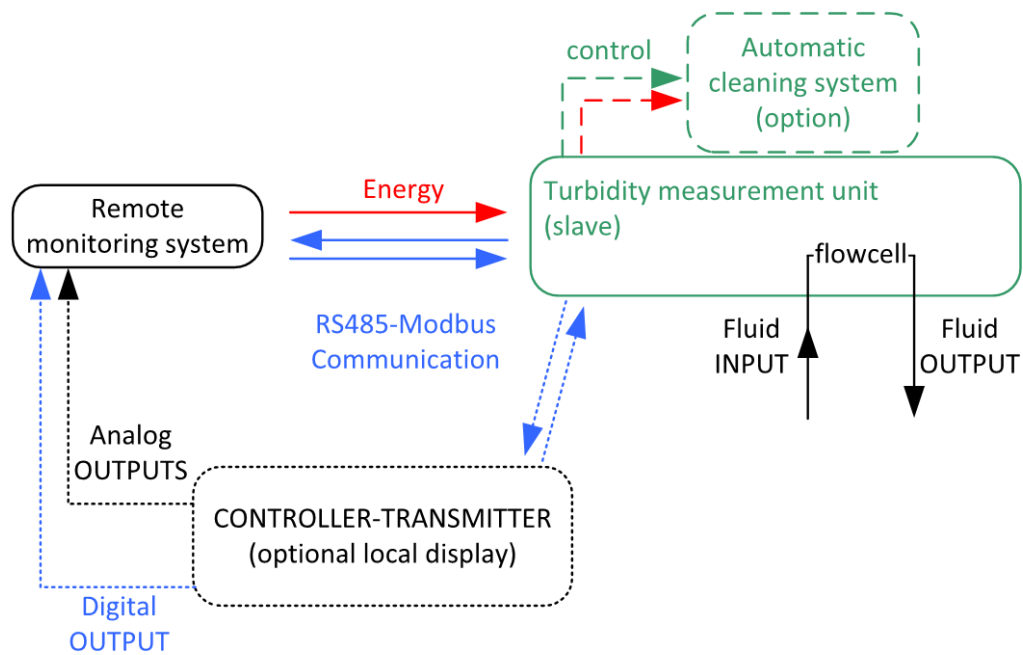 control
Automatic
cleaning system
(option)
Turbidity measurement unit
(slave)
flowcell
Remote
monitoring system
Energy
RS485-Modbus
Communication
Fluid
INPUT
Fluid
OUTPUT
Analog
OUTPUTS
CONTROLLER-TRANSMITTER
(optional local display)
Digital
OUTPUT